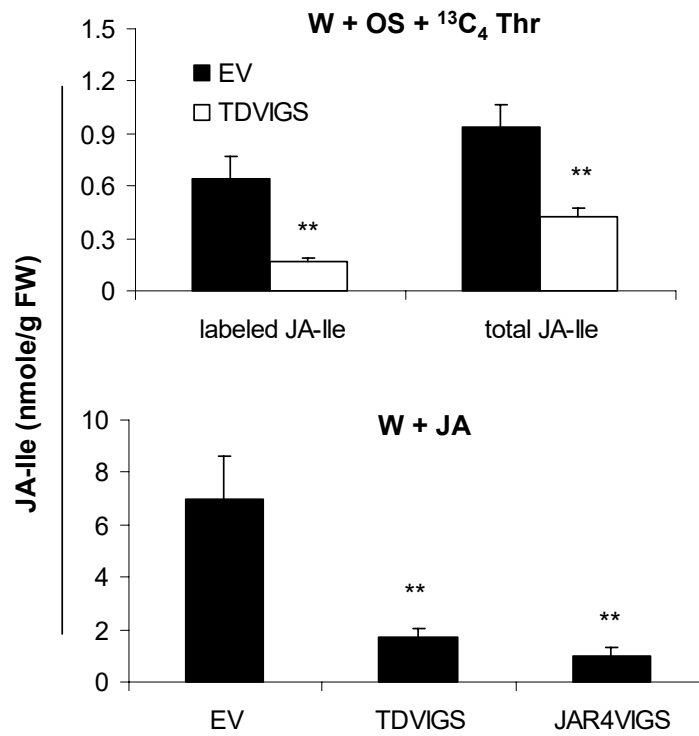 W + OS + ¹³C₄ Thr
JA-Ile (nmole/g FW)
1.5
1.2
0.9
0.6
0.3
0
EV
TDVIGS
**
**
labeled JA-Ile
total JA-Ile
W + JA
10
8
6
4
2
0
**
**
EV
TDVIGS
JAR4VIGS